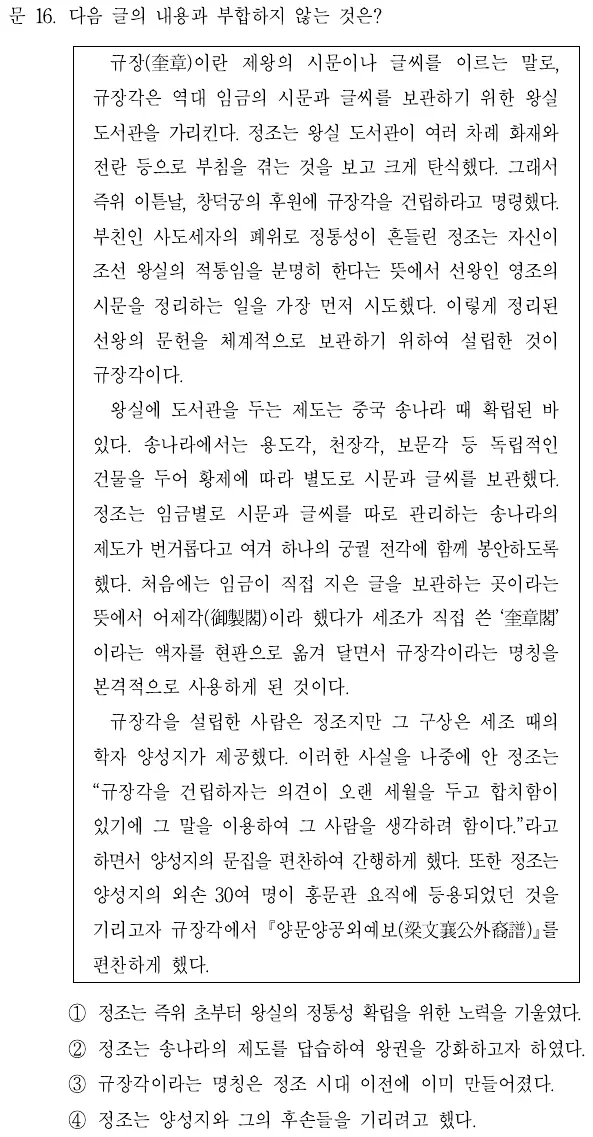 문 16. 다음 글의 내용과 부합하지 않는 것은?
규장(奎章)이란 제왕의 시문이나 글씨를 이르는 말로,
규장각은 역대 임금의 시문과 글씨를 보관하기 위한 왕실
도서관을 가리킨다. 정조는 왕실 도서관이 여러 차례 화재와
전란 등으로 부침을 겪는 것을 보고 크게 탄식했다. 그래서
즉위 이튿날, 창덕궁의 후원에 규장각을 건립하라고 명령했다.
부친인 사도세자의 폐위로 정통성이 흔들린 정조는 자신이
조선 왕실의 적통임을 분명히 한다는 뜻에서 선왕인 영조의
시문을 정리하는 일을 가장 먼저 시도했다. 이렇게 정리된
선왕의 문헌을 체계적으로 보관하기 위하여 설립한 것이
규장각이다.
왕실에 도서관을 두는 제도는 중국 송나라 때 확립된 바
있다. 송나라에서는 용도각, 천장각, 보문각 등 독립적인
건물을 두어 황제에 따라 별도로 시문과 글씨를 보관했다.
정조는 임금별로 시문과 글씨를 따로 관리하는 송나라의
제도가 번거롭다고 여겨 하나의 궁궐 전각에 함께 봉안하도록
했다. 처음에는 임금이 직접 지은 글을 보관하는 곳이라는
뜻에서 어제각(御製閣)이라 했다가 세조가 직접 쓴 ‘奎章閣’
이라는 액자를 현판으로 옮겨 달면서 규장각이라는 명칭을
본격적으로 사용하게 된 것이다.
규장각을 설립한 사람은 정조지만 그 구상은 세조 때의
학자 양성지가 제공했다. 이러한 사실을 나중에 안 정조는
“규장각을 건립하자는 의견이 오랜 세월을 두고 합치함이
있기에 그 말을 이용하여 그 사람을 생각하려 함이다.”라고
하면서 양성지의 문집을 편찬하여 간행하게 했다. 또한 정조는
양성지의 외손 30여 명이 홍문관 요직에 등용되었던 것을
기리고자 규장각에서 『양문양공외예보(梁文襄公外裔譜)』를
편찬하게 했다.
① 정조는 즉위 초부터 왕실의 정통성 확립을 위한 노력을 기울였다.
② 정조는 송나라의 제도를 답습하여 왕권을 강화하고자 하였다.
③ 규장각이라는 명칭은 정조 시대 이전에 이미 만들어졌다.
④ 정조는 양성지와 그의 후손들을 기리려고 했다.